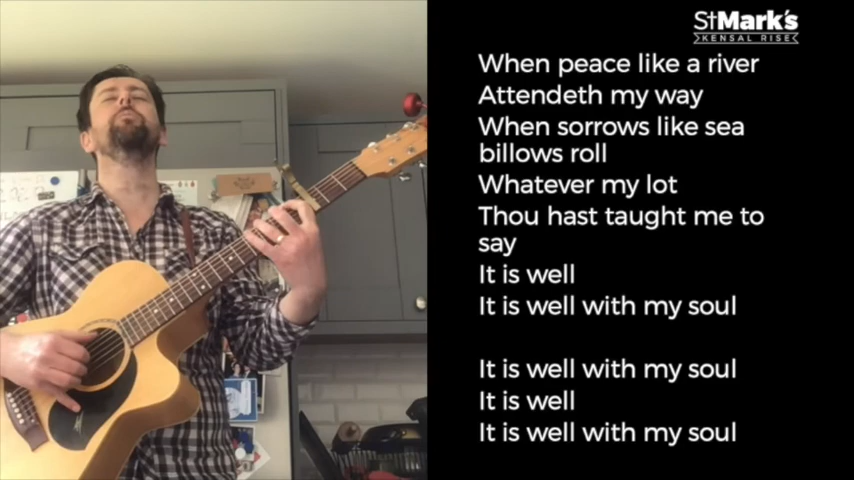 StMark's
KENSAL RISE
When peace like a river
Attendeth my way
When sorrows like sea
billows roll
Whatever my lot
Thou hast taught me to
say
It is well
It is well with my soul
It is well with my soul
It is well
It is well with my soul